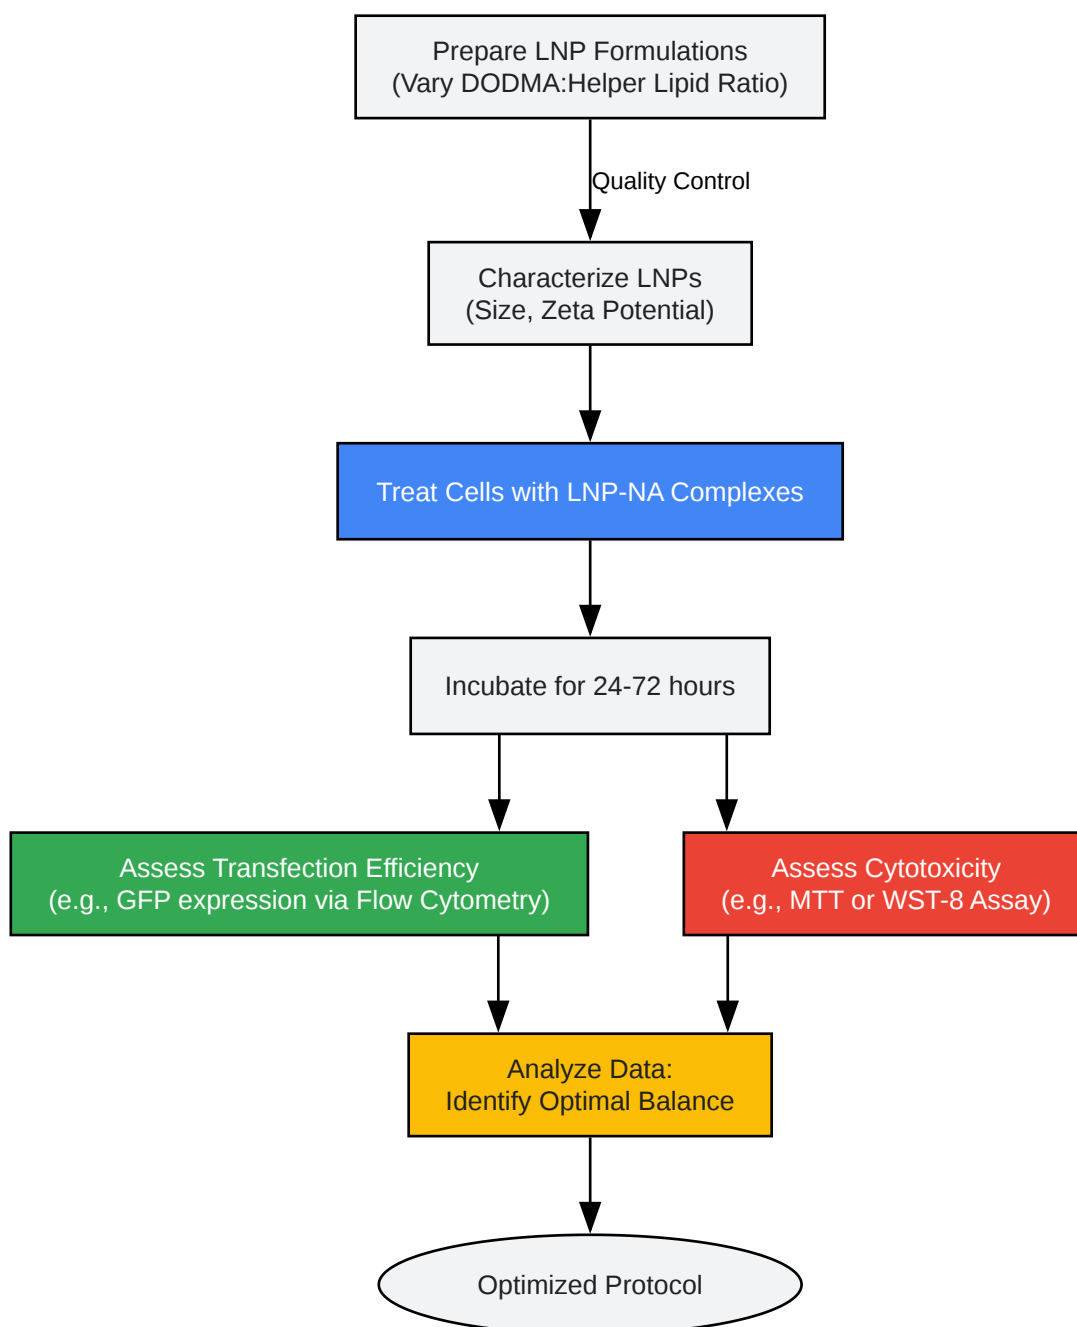 Prepare LNP Formulations
(Vary DODMA:Helper Lipid Ratio)
Quality Control
Characterize LNPs
(Size, Zeta Potential)
Treat Cells with LNP-NA Complexes
Incubate for 24-72 hours
Assess Transfection Efficiency
(e.g., GFP expression via Flow Cytometry)
Assess Cytotoxicity
(e.g., MTT or WST-8 Assay)
Analyze Data:
Identify Optimal Balance
Optimized Protocol